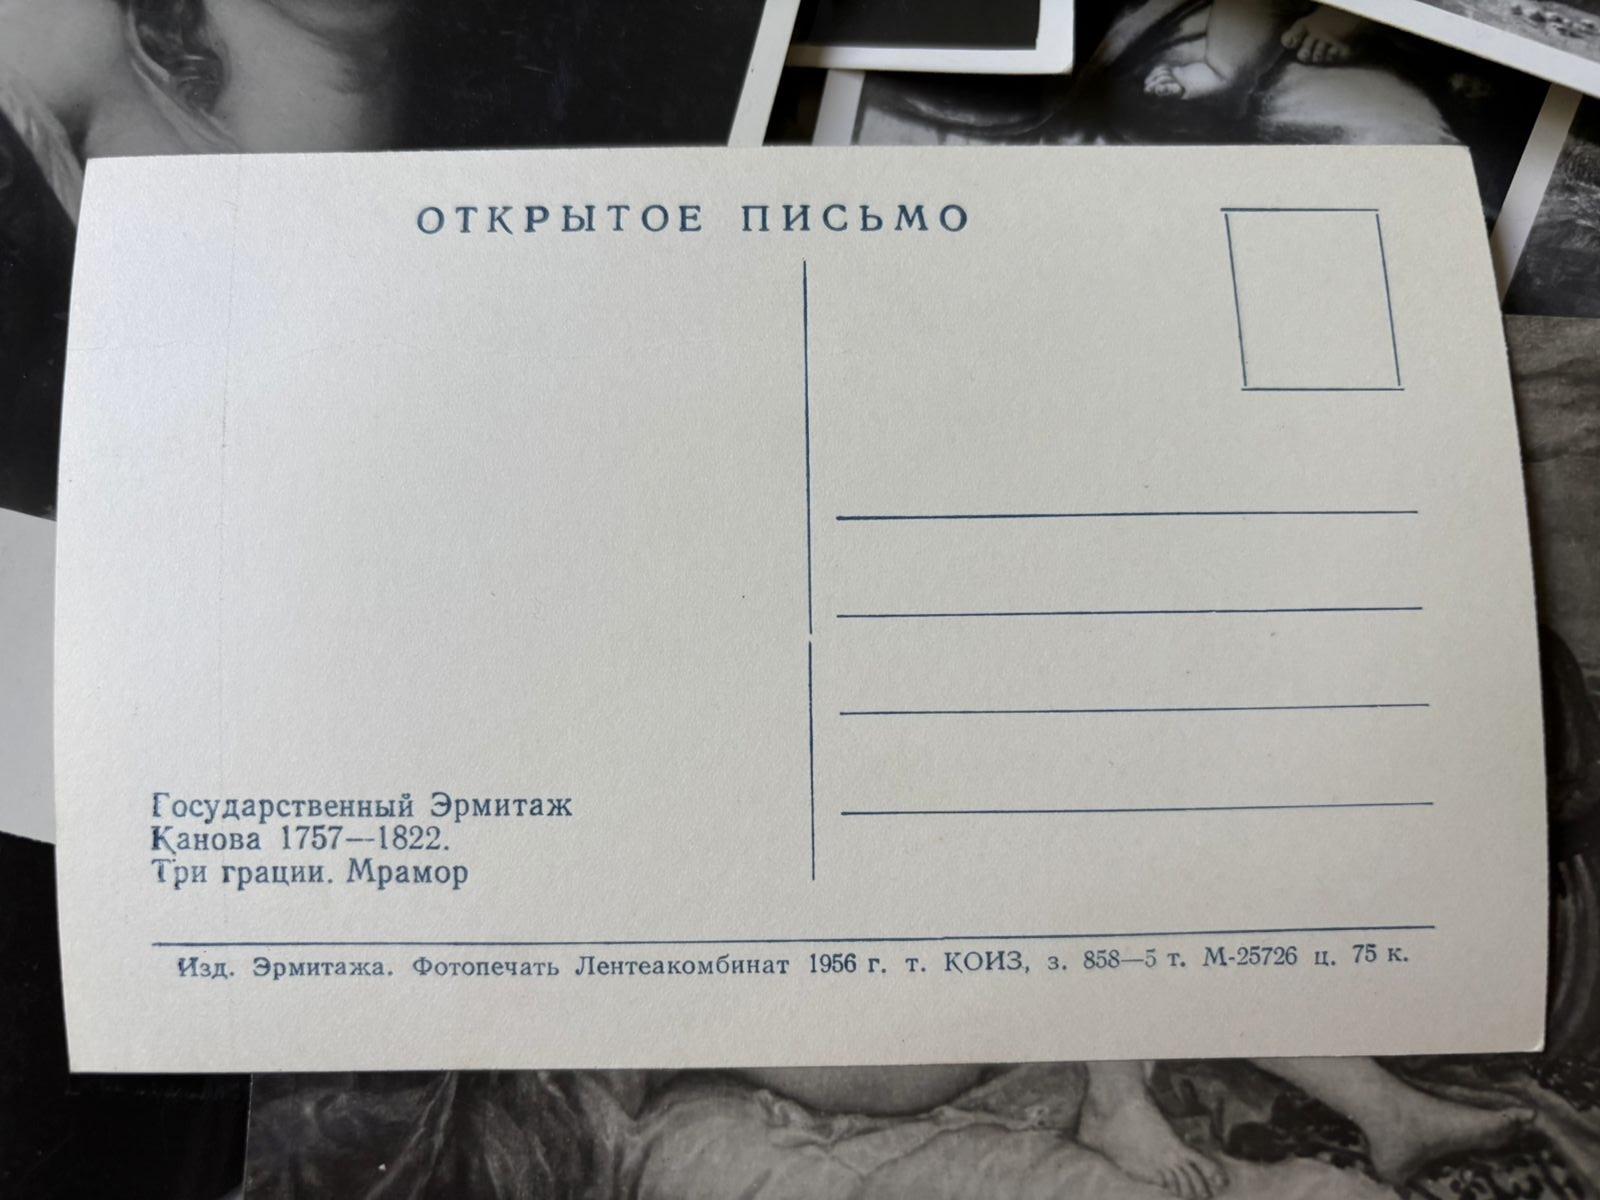 ОТКРЫТОЕ ПИСЬМО
Государственный Эрмитаж
Канова 1757—1822.
Три грации. Мрамор
Изд. Эрмитажа. Фотопечать Лентеакомбинат 1956 г. т. КОИЗ, з. 858—5 т. М-25726 ц. 75 к.